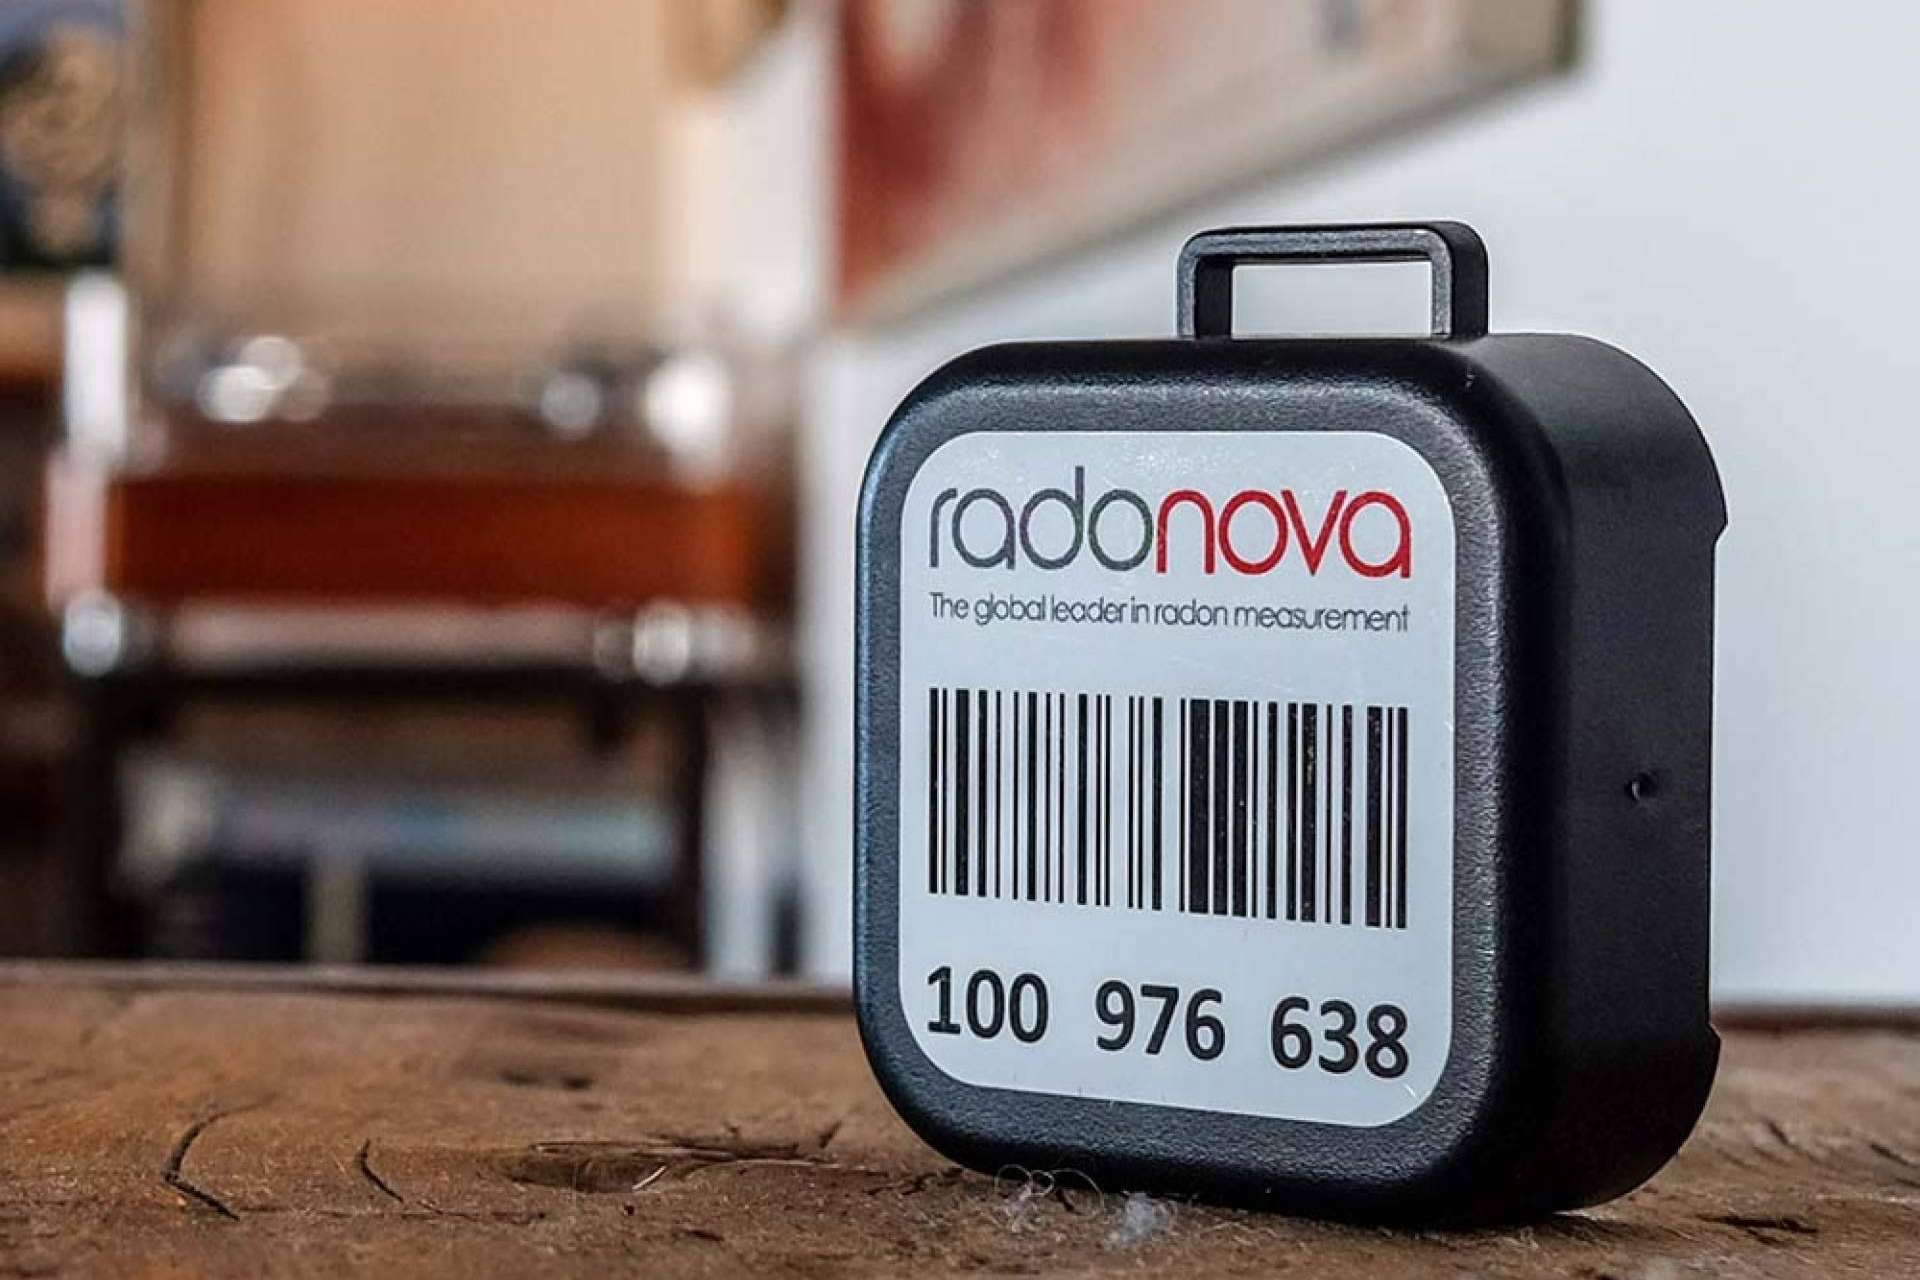 radonova
The global leader in radon measurement
100 976 638